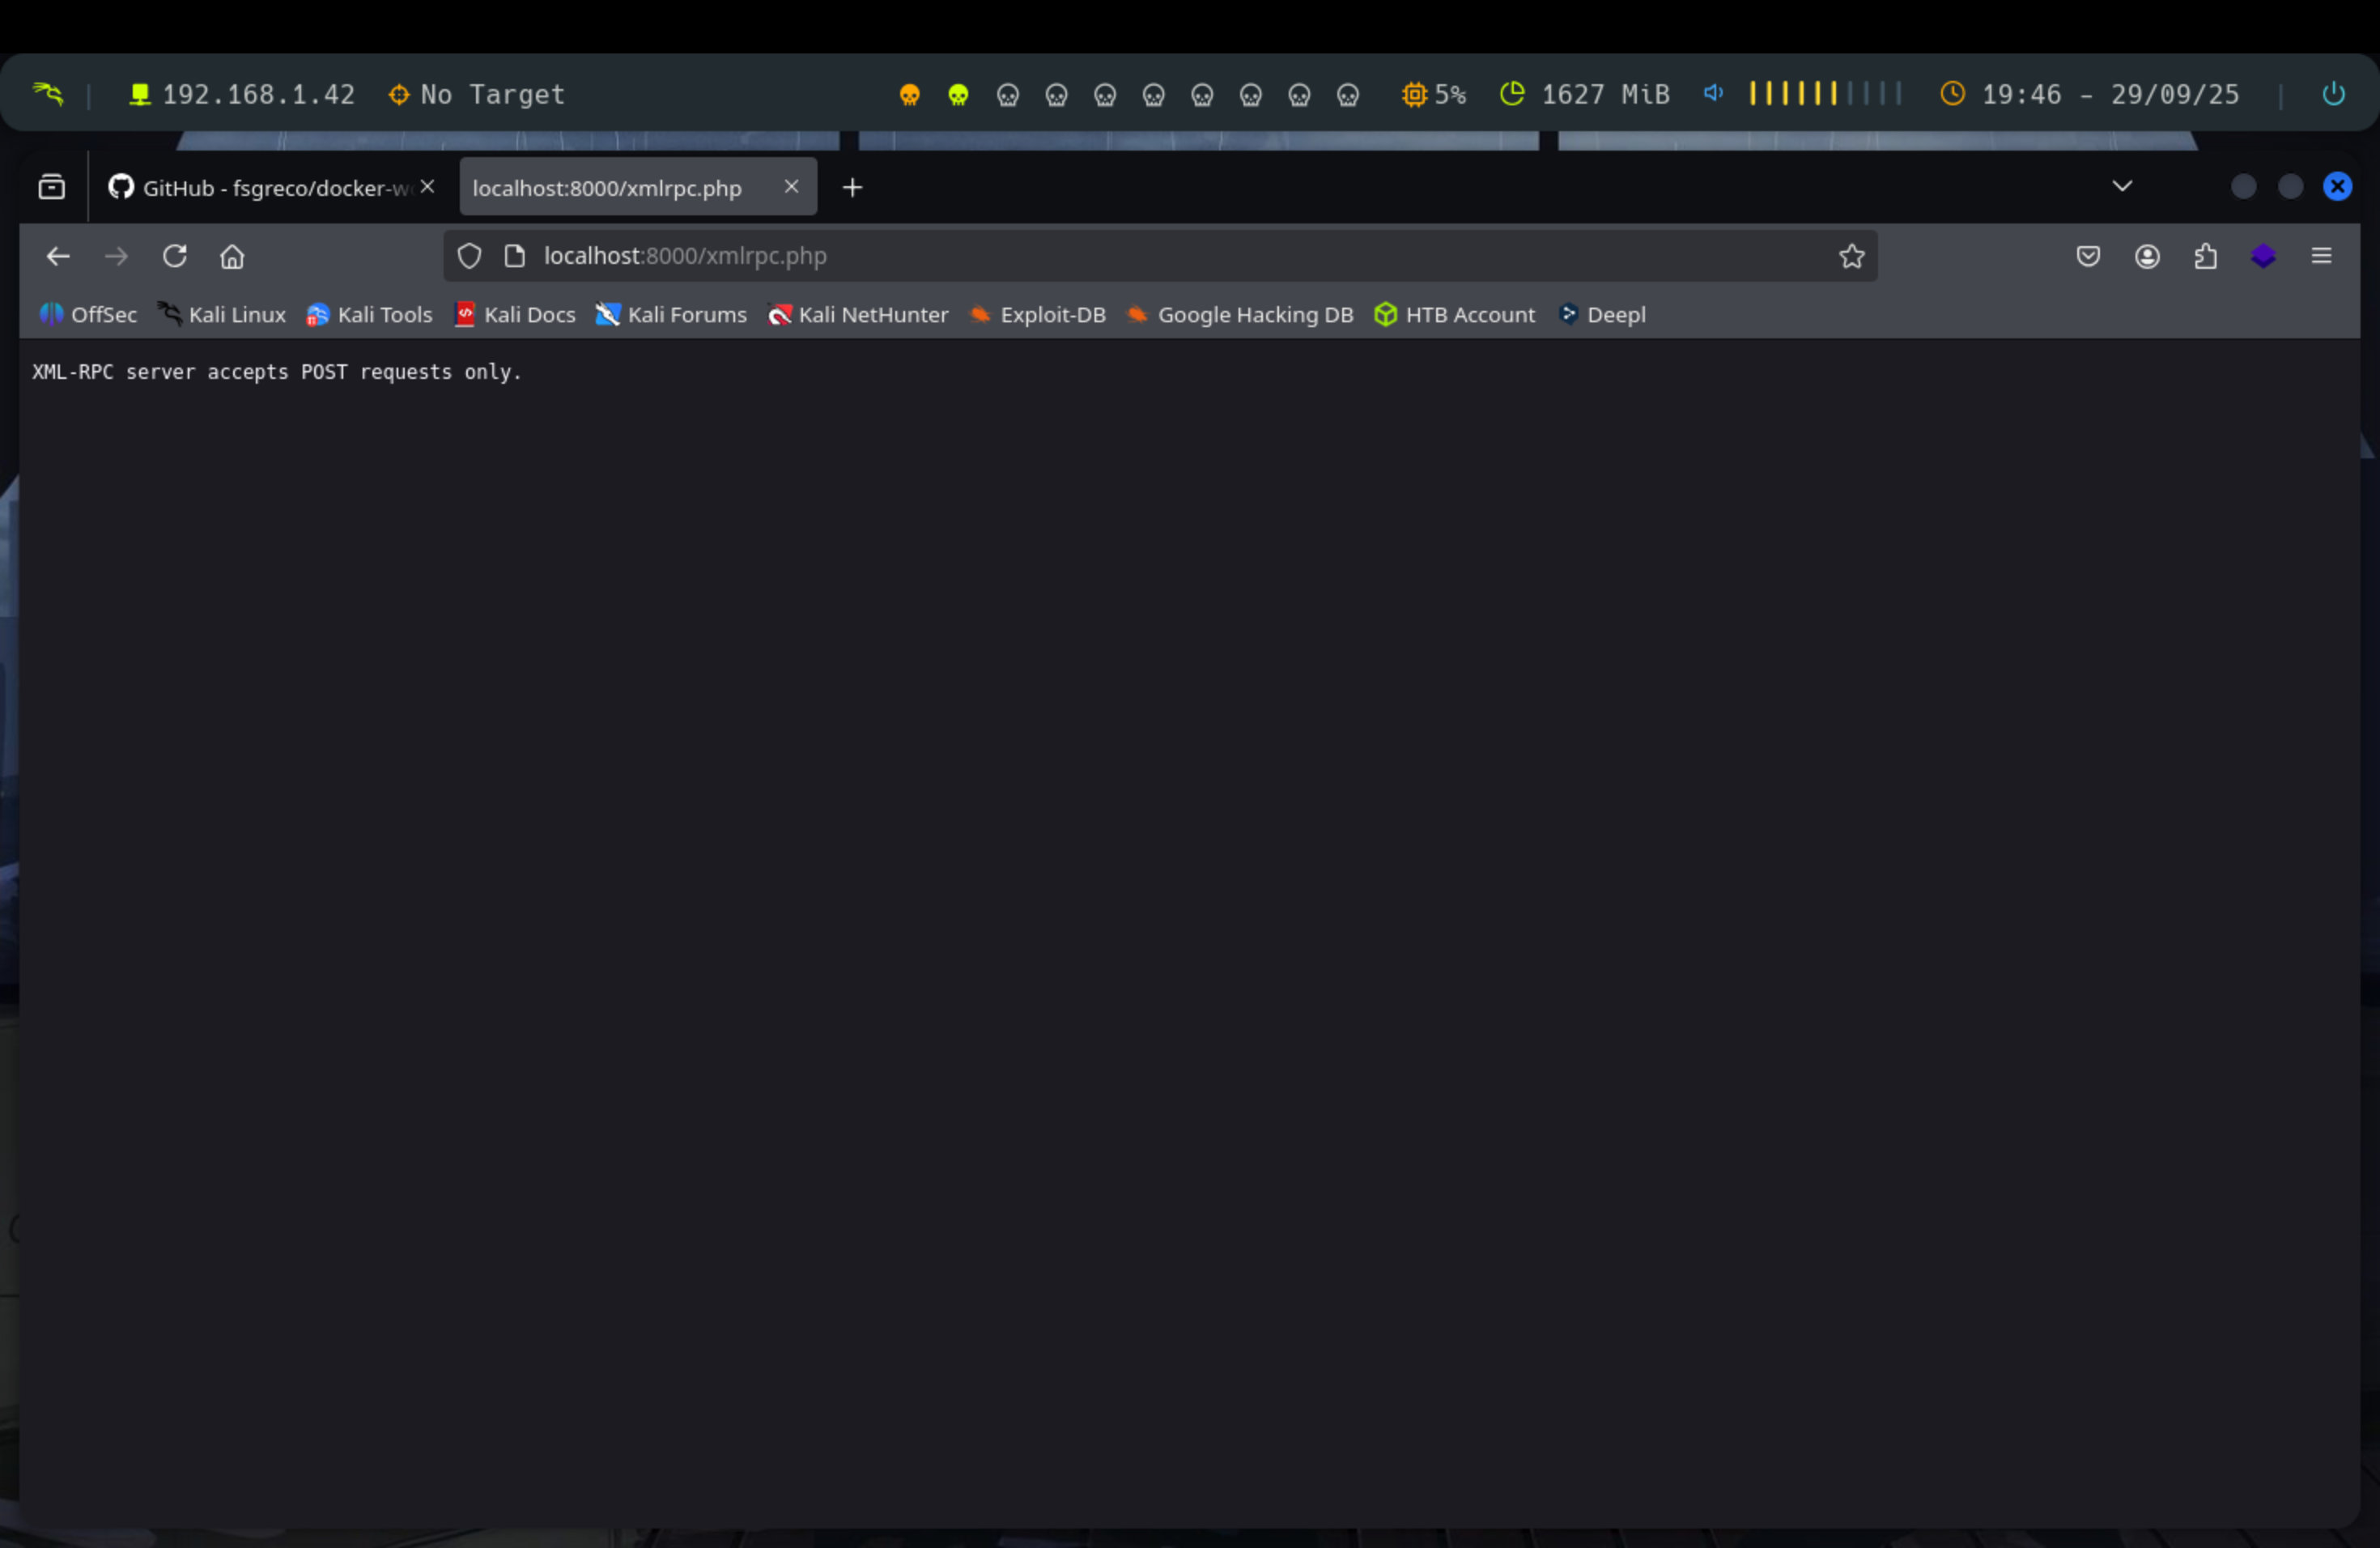 192.168.1.42 No Target 5% 1627 MiB 19:46 - 29/09/25
GitHub - fsgreco/docker-w localhost:8000/xmlrpc.php
localhost:8000/xmlrpc.php
OffSec Kali Linux Kali Tools Kali Docs Kali Forums Kali NetHunter Exploit-DB Google Hacking DB HTB Account Deepl
XML-RPC server accepts POST requests only.